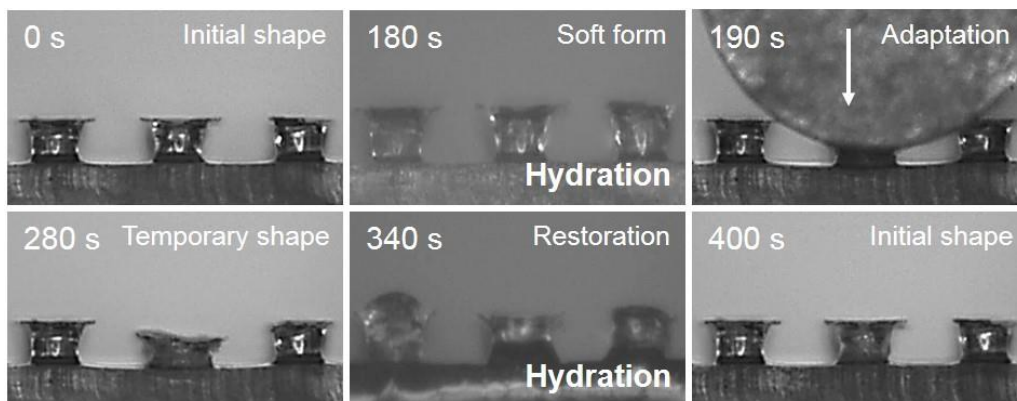 0 s
Initial shape
180 s
Soft form
Hydration
190 s
Adaptation
280 s
Temporary shape
340 s
Restoration
Hydration
400 s
Initial shape